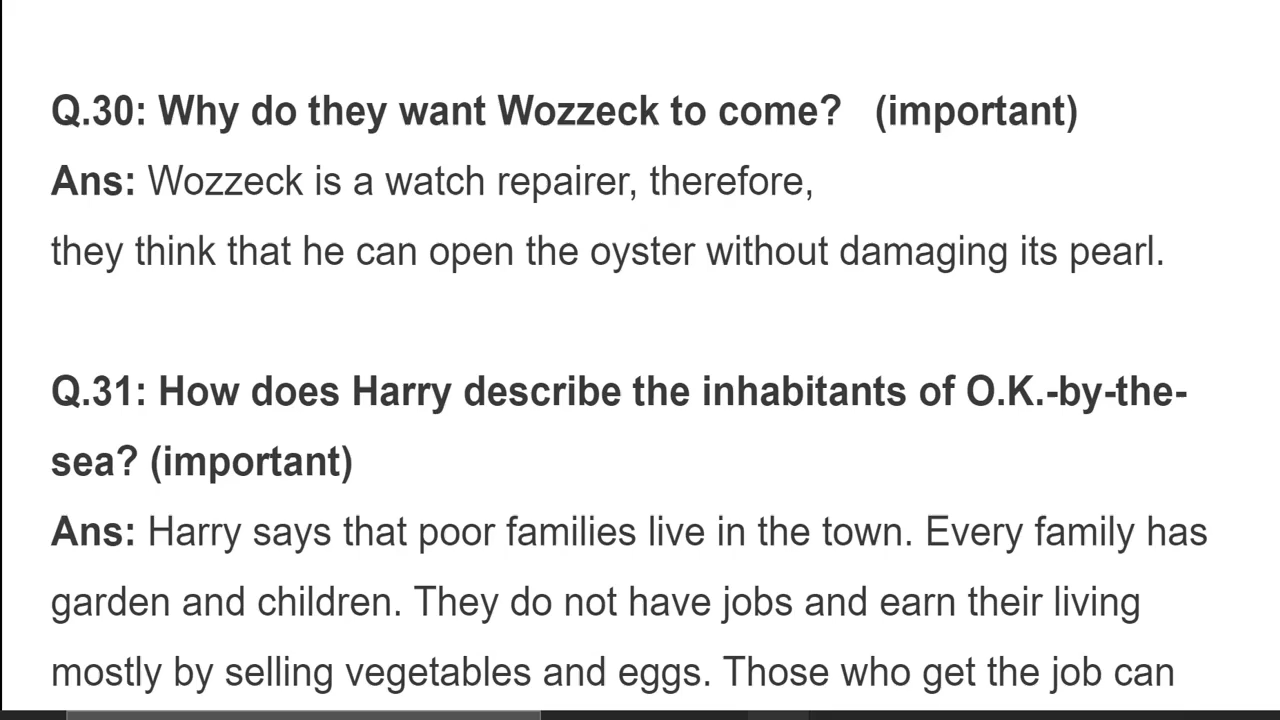 Q.30: Why do they want Wozzeck to come? (important)
Ans: Wozzeck is a watch repairer, therefore,
they think that he can open the oyster without damaging its pearl.
Q.31: How does Harry describe the inhabitants of O.K.-by-the-
sea? (important)
Ans: Harry says that poor families live in the town. Every family has
garden and children. They do not have jobs and earn their living
mostly by selling vegetables and eggs. Those who get the job can